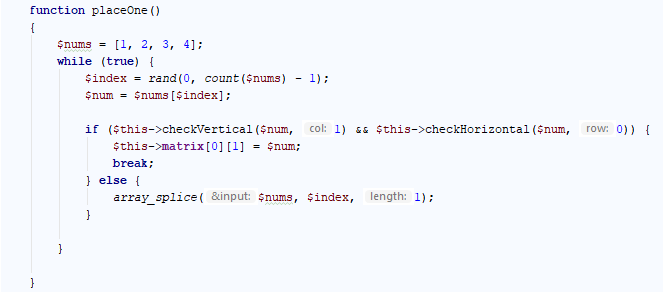 function placeOne()
{
$nums = [1, 2, 3, 4];
while (true) {
$index = rand(0, count($nums) - 1);
$num = $nums[$index];
if ($this->checkVertical($num, col: 1) && $this->checkHorizontal($num, row: 0)) {
$this->matrix[0][1] = $num;
break;
} else {
array_splice( &input: $nums, $index, length: 1);
}
}
}